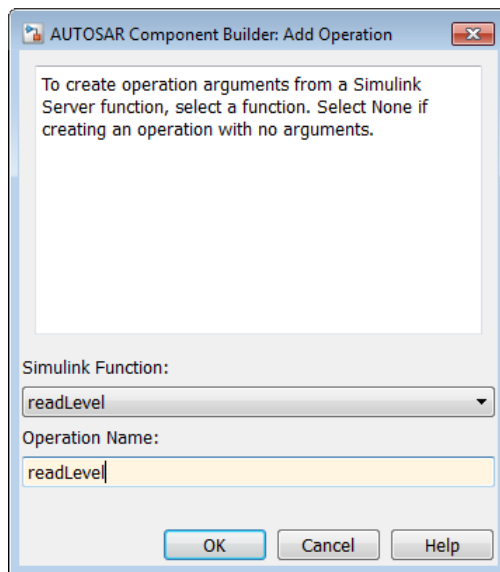 AUTOSAR Component Builder: Add Operation
To create operation arguments from a Simulink
Server function, select a function. Select None if
creating an operation with no arguments.
Simulink Function:
readLevel
Operation Name:
readLevel
OK Cancel Help